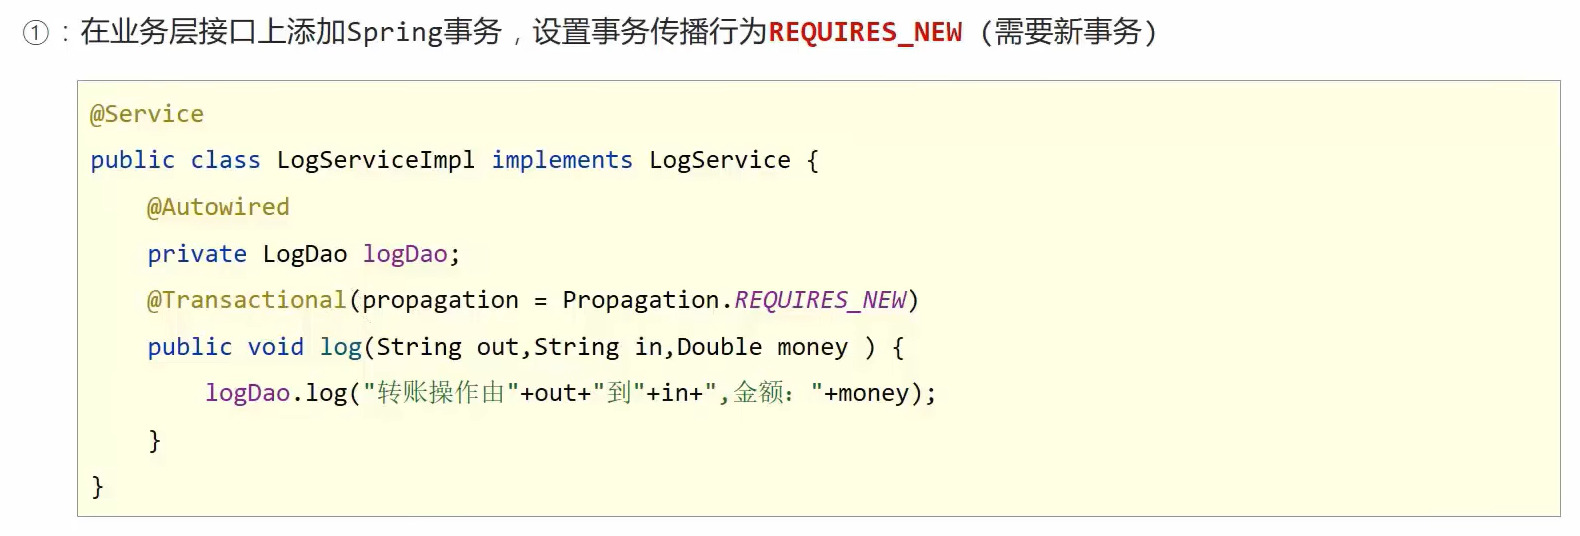 ①：在业务层接口上添加Spring事务，设置事务传播行为REQUIRES_NEW（需要新事务）
@Service
public class LogServiceImpl implements LogService {
@Autowired
private LogDao logDao;
@Transactional(propagation = Propagation.REQUIRES_NEW)
public void log(String out,String in,Double money ) {
logDao.log("转账操作由"+out+"到"+in+",金额："+money);
}
}